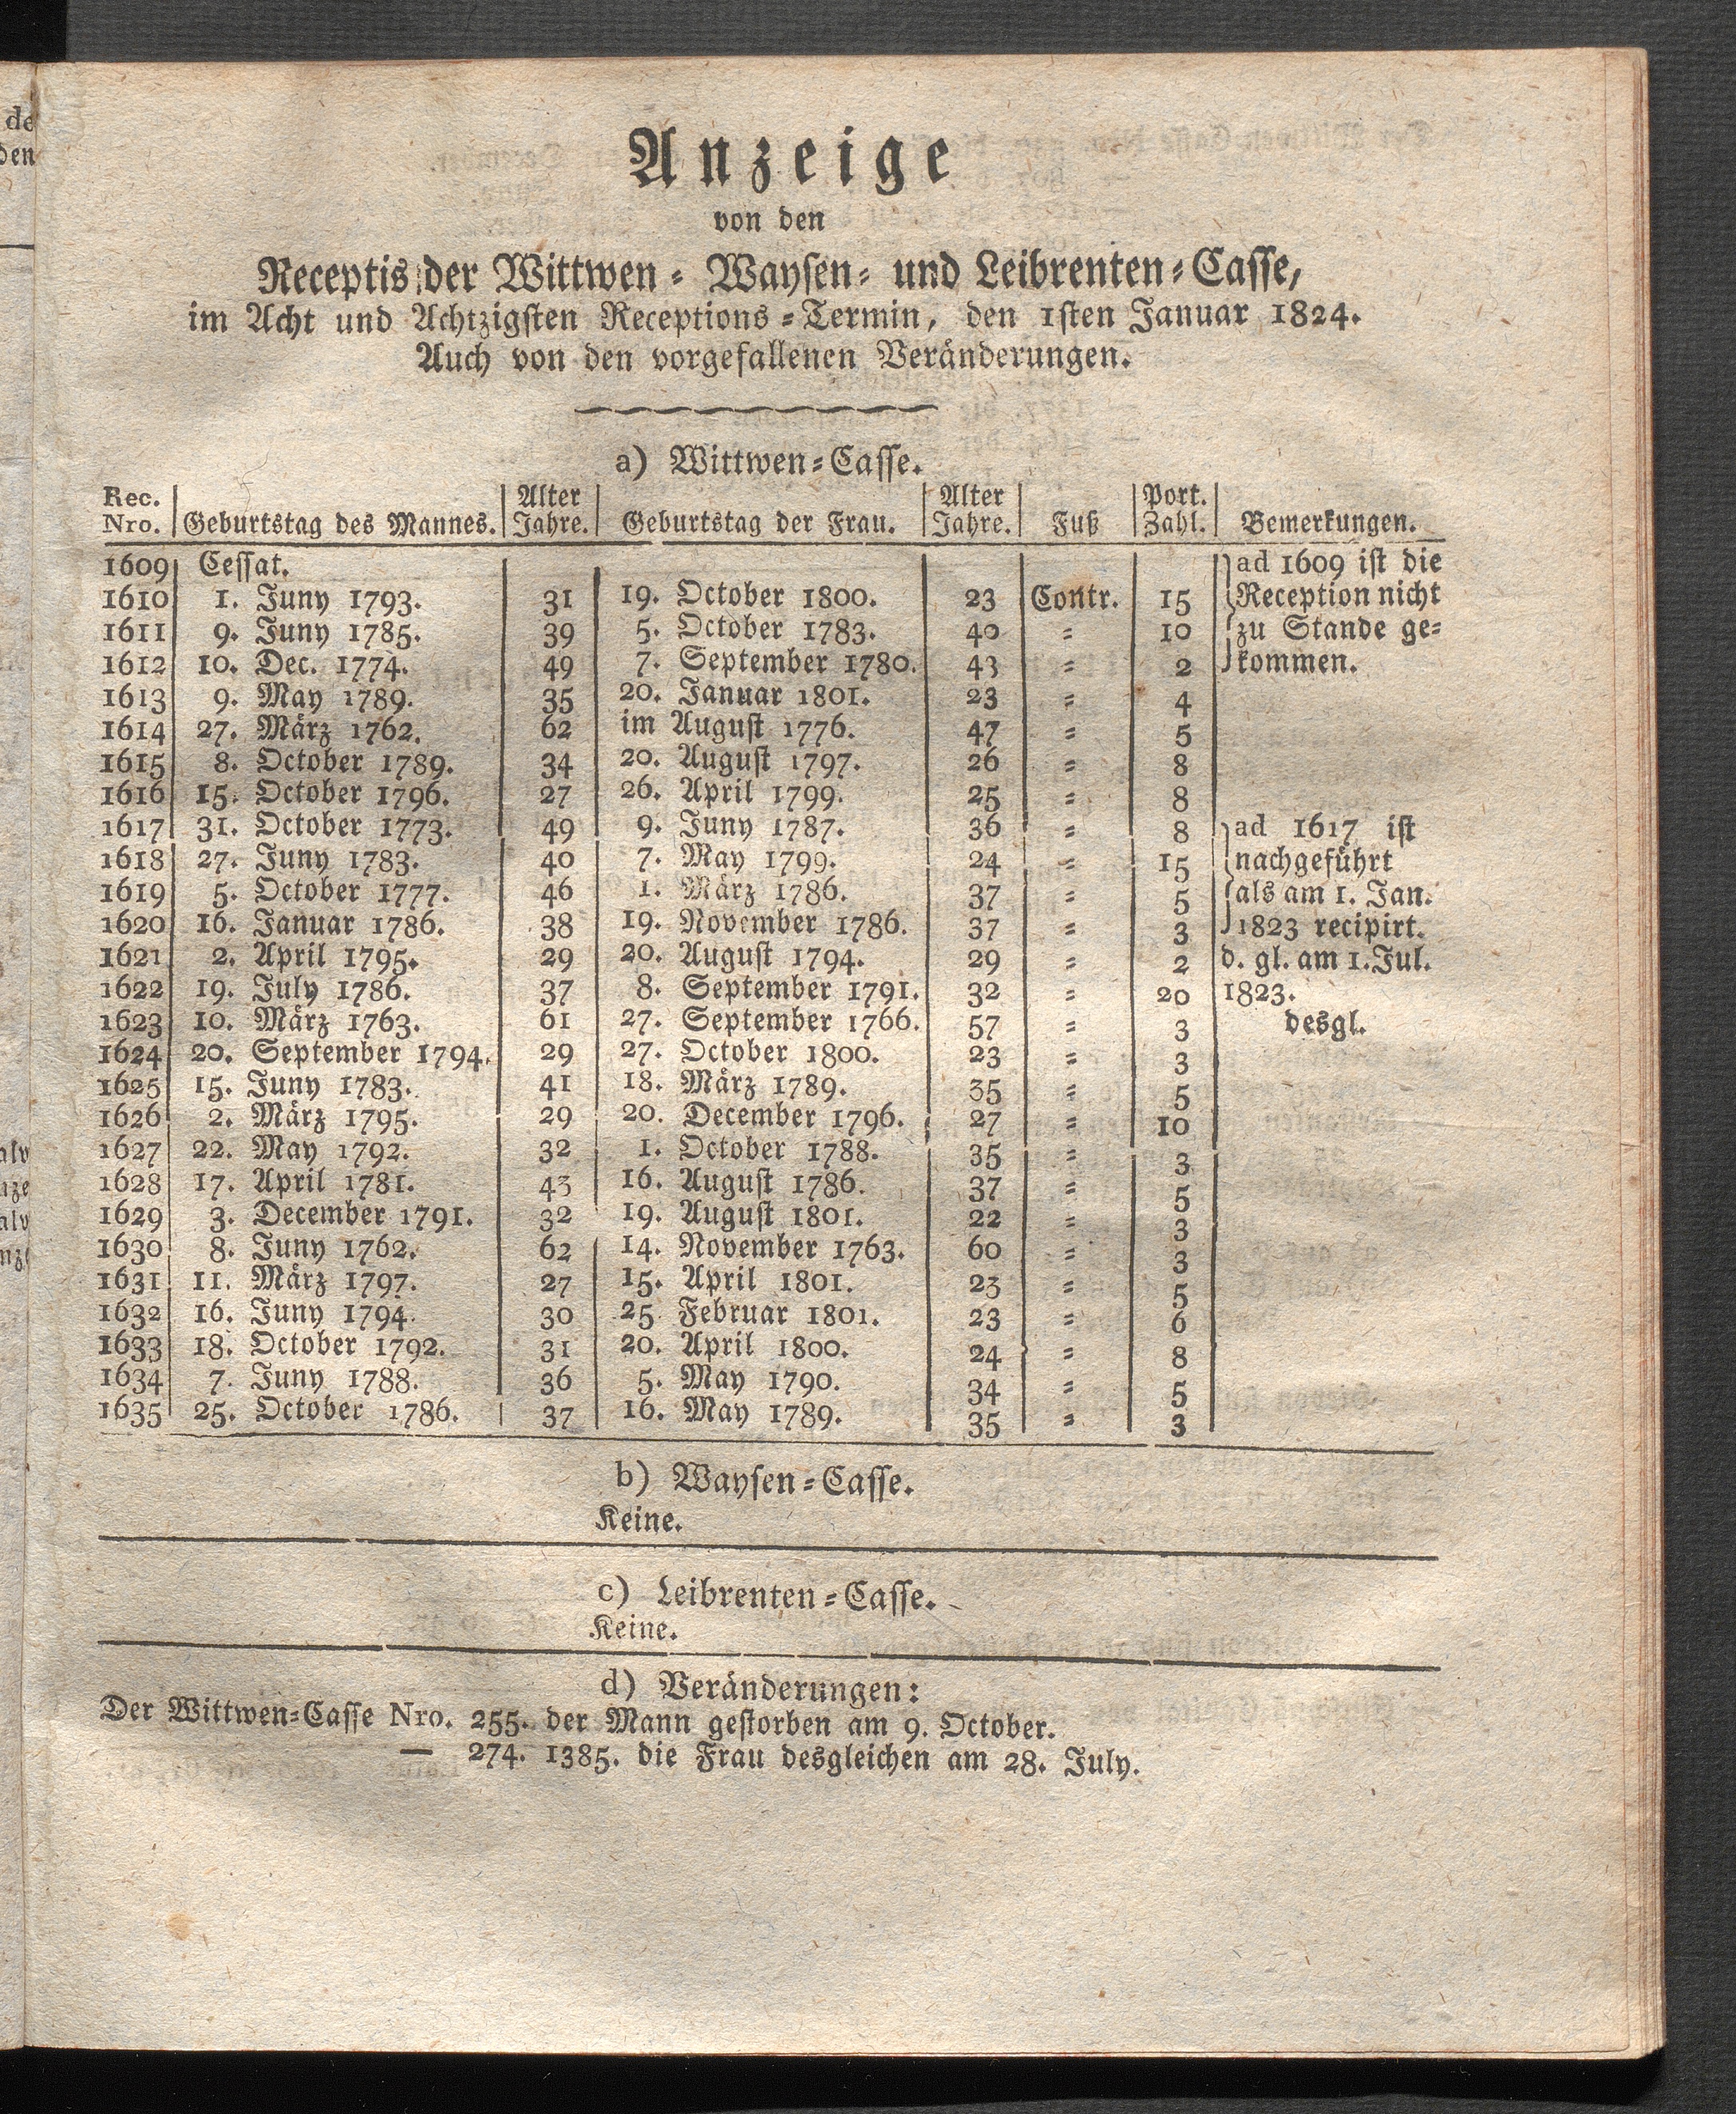 Anzeige
von den
Receptis der Wittwen- Waysen- und Leibrenten-Casse,
im Acht und Achtzigsten Receptions-Termin, den 1sten Januar 1824.
Auch von den vorgefallenen Veränderungen.
a) Wittwen-Casse.
Rec. Nro. | Geburtstag des Mannes. | Alter Jahre. | Geburtstag der Frau. | Alter Jahre. | Fuß | Port. Zahl. | Bemerkungen.
1609 Cessat. ad 1609 ist die
1610 1. Juny 1793. 31 19. October 1800. 23 Contr. 15 Reception nicht
1611 9. Juny 1785. 39 5. October 1783. 40 = 10 zu Stande ge=
1612 10. Dec. 1774. 49 7. September 1780. 43 = 2 kommen.
1613 9. May 1789. 35 20. Januar 1801. 23 = 4
1614 27. März 1762. 62 im August 1776. 47 = 5
1615 8. October 1789. 34 20. August 1797. 26 = 8
1616 15. October 1796. 27 26. April 1799. 25 = 8
1617 31. October 1773. 49 9. Juny 1787. 36 = 8 ad 1617 ist
1618 27. Juny 1783. 40 7. May 1799. 24 = 15 nachgeführt
1619 5. October 1777. 46 1. März 1786. 37 = 5 als am 1. Jan.
1620 16. Januar 1786. 38 19. November 1786. 37 = 3 1823 recipirt.
1621 2. April 1795. 29 20. August 1794. 29 = 2 d. gl. am 1. Jul.
1622 19. July 1786. 37 8. September 1791. 32 = 20 1823.
1623 10. März 1763. 61 27. September 1766. 57 = 3 desgl.
1624 20. September 1794. 29 27. October 1800. 23 = 3
1625 15. Juny 1783. 41 18. März 1789. 35 = 5
1626 2. März 1795. 29 20. December 1796. 27 = 10
1627 22. May 1792. 32 1. October 1788. 35 = 3
1628 17. April 1781. 43 16. August 1786. 37 = 5
1629 3. December 1791. 32 19. August 1801. 22 = 3
1630 8. Juny 1762. 62 14. November 1763. 60 = 3
1631 11. März 1797. 27 15. April 1801. 23 = 5
1632 16. Juny 1794. 30 25 Februar 1801. 23 = 6
1633 18. October 1792. 31 20. April 1800. 24 = 8
1634 7. Juny 1788. 36 5. May 1790. 34 = 5
1635 25. October 1786. 37 16. May 1789. 35 = 3
b) Waysen-Casse.
Keine.
c) Leibrenten-Casse.
Keine.
d) Veränderungen:
Der Wittwen-Casse Nro. 255. der Mann gestorben am 9. October.
— 274. 1385. die Frau desgleichen am 28. July.